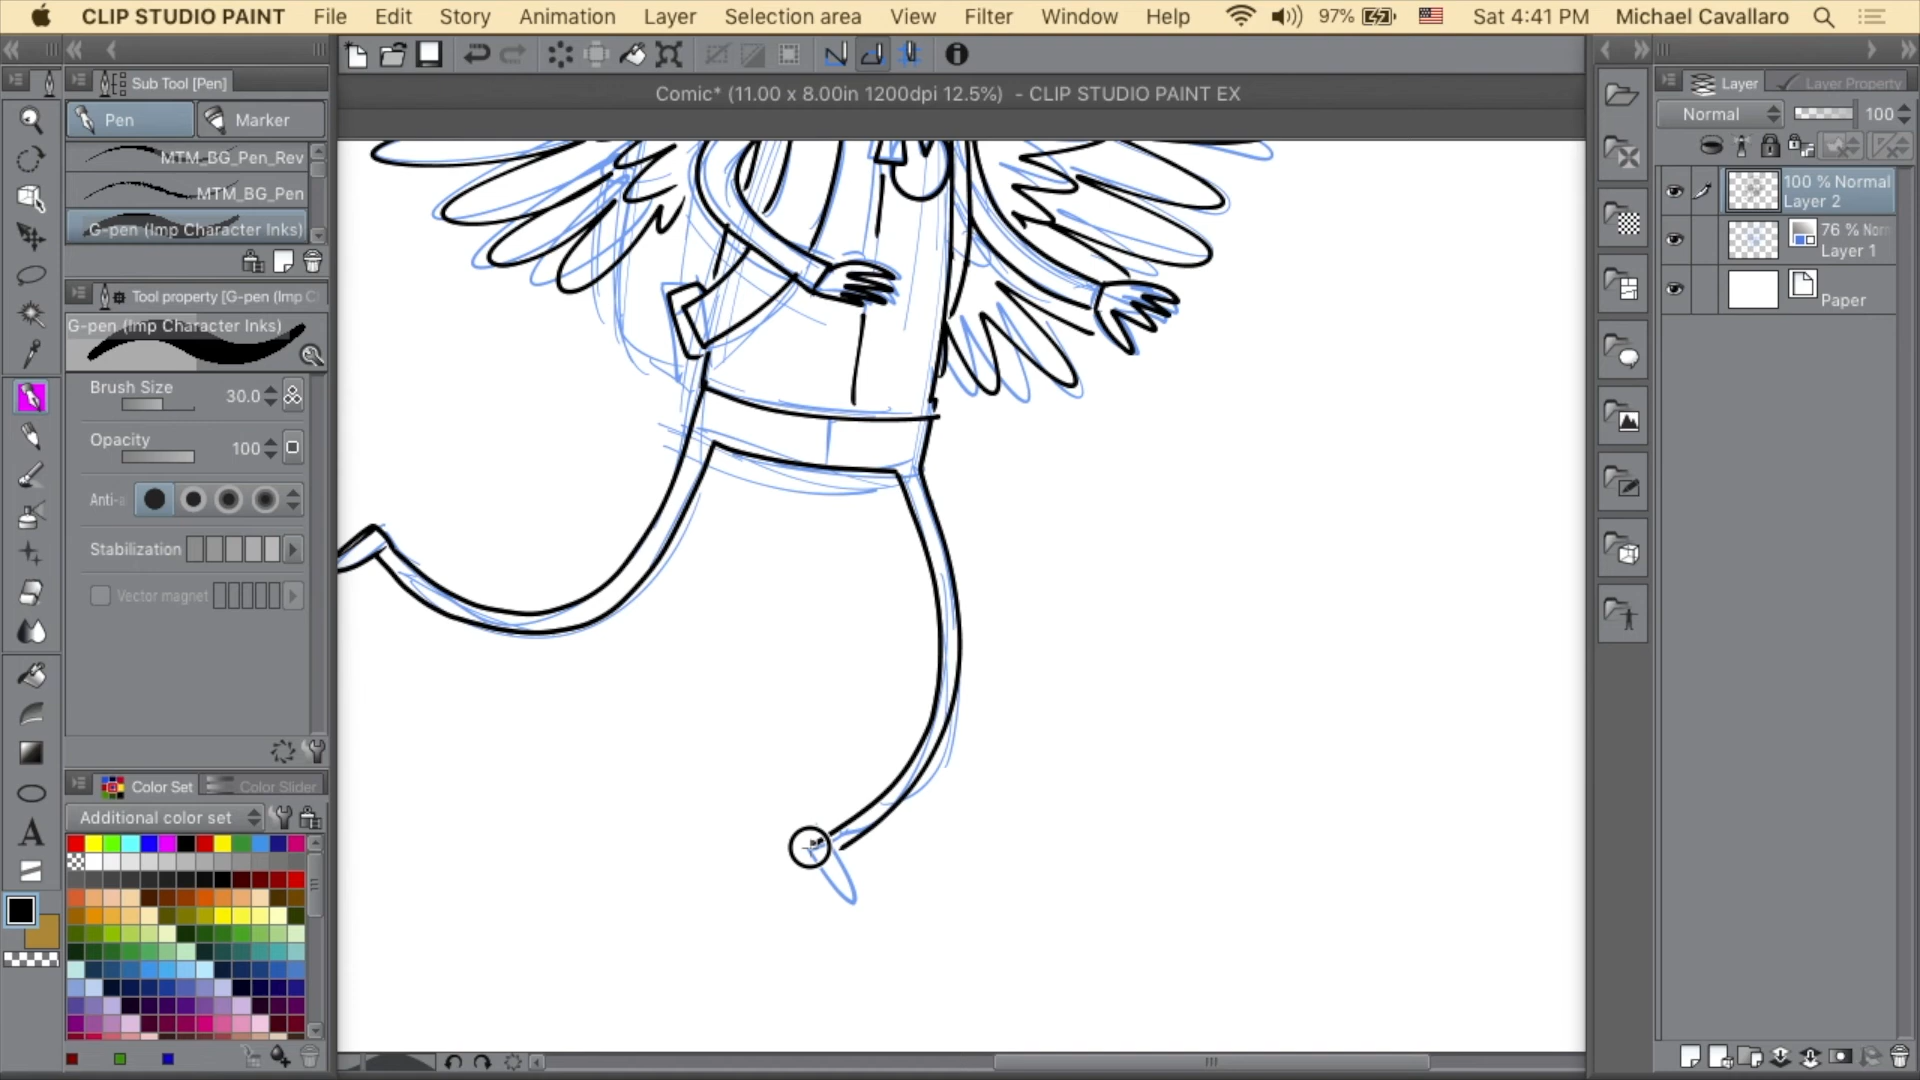 CLIP STUDIO PAINT File Edit Story Animation Layer Selection area View Filter Window Help 97% Sat 4:41 PM Michael Cavallaro
Comic* (11.00 x 8.00in 1200dpi 12.5%) - CLIP STUDIO PAINT EX
Sub Tool [Pen]
Pen Marker
MTM_BG_Pen_Rev
MTM_BG_Pen
G-pen (Imp Character Inks)
Tool property [G-pen (Imp C
G-pen (Imp Character Inks)
Brush Size 30.0
Opacity 100
Anti-a
Stabilization
Vector magnet
Color Set Color Slider
Additional color set
Layer Layer Property
Normal 100
100 % Normal
Layer 2
76 % Norn
Layer 1
Paper